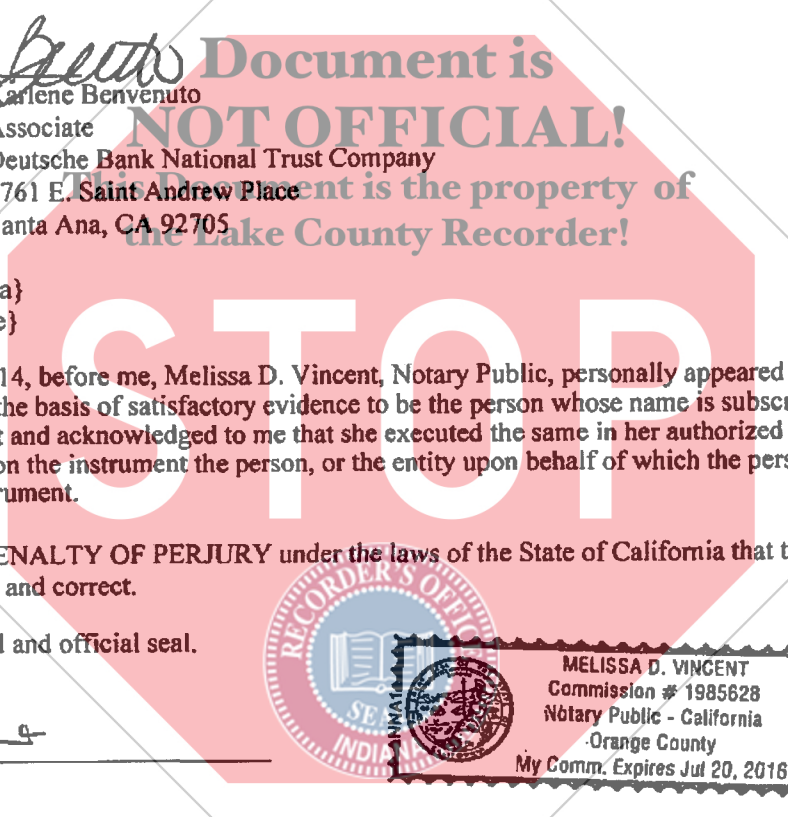 Document is
Karlene Benvenuto
NOT OFFICIAL!
Associate
Deutsche Bank National Trust Company
This Document is the property of
761 E. Saint Andrew Place
the Lake County Recorder!
anta Ana, CA 92705
a}
e}
STOP
14, before me, Melissa D. Vincent, Notary Public, personally appeared
the basis of satisfactory evidence to be the person whose name is subscr
t and acknowledged to me that she executed the same in her authorized
on the instrument the person, or the entity upon behalf of which the pers
rument.
ENALTY OF PERJURY under the laws of the State of California that t
and correct.
l and official seal.
RECORDER'S OFFICE
SEAL
INDIANA
MELISSA D. VINCENT
Commission # 1985628
Notary Public - California
Orange County
My Comm. Expires Jul 20, 2016
NNA1